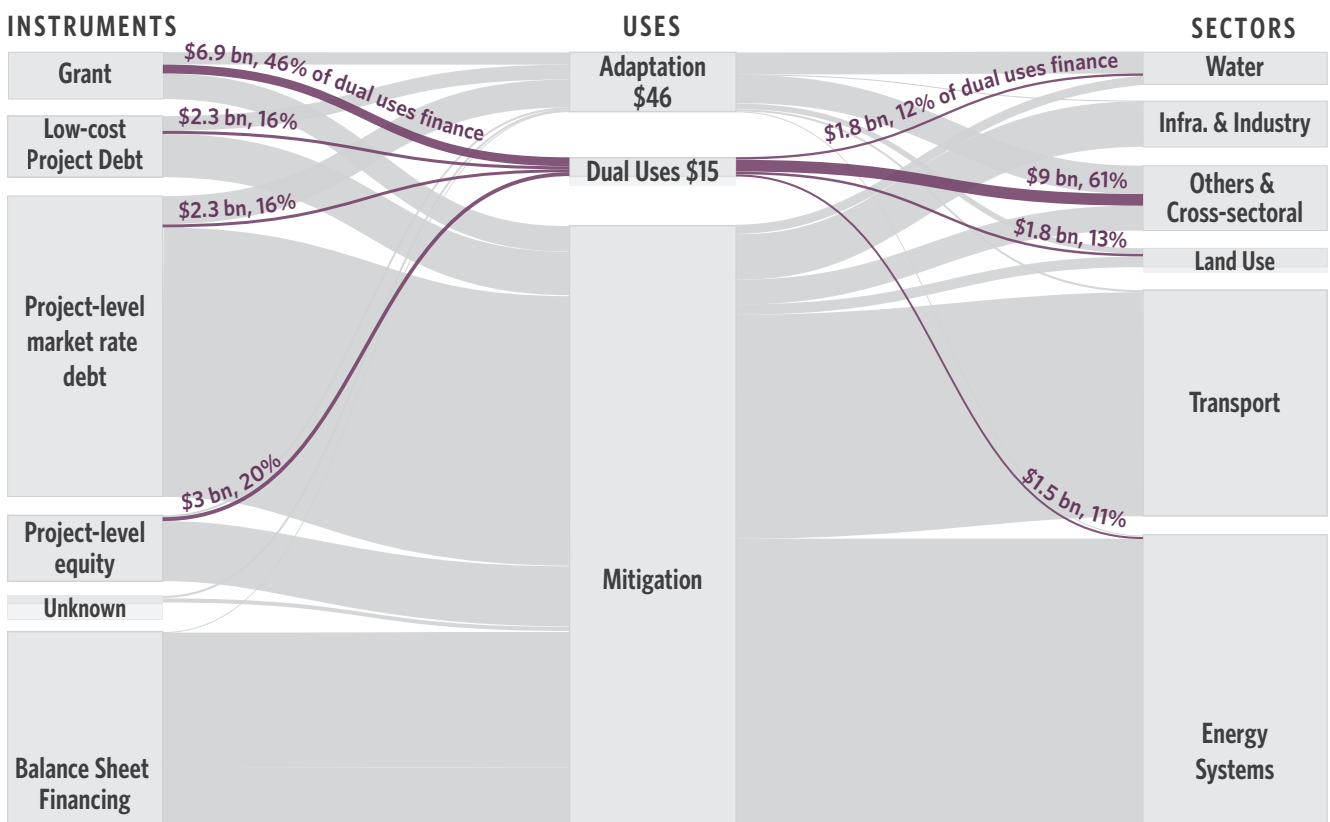 INSTRUMENTS
USES
SECTORS
Grant
Low-cost
Project Debt
Project-level
market rate
debt
Project-level
equity
Unknown
Balance Sheet
Financing
$6.9 bn, 46% of dual uses finance
$2.3 bn, 16%
$2.3 bn, 16%
$3 bn, 20%
Adaptation
$46
Dual Uses $15
Mitigation
$1.8 bn, 12% of dual uses finance
$9 bn, 61%
$1.8 bn, 13%
$1.5 bn, 11%
Water
Infra. & Industry
Others &
Cross-sectoral
Land Use
Transport
Energy
Systems